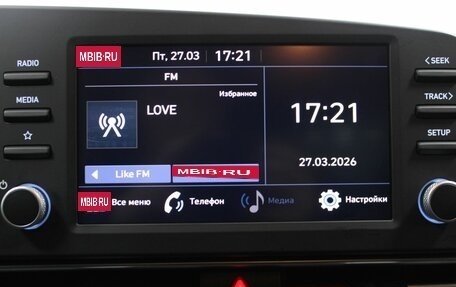 MBIB·RU Пт, 27.03 17:21
FM
RADIO
MEDIA
Избранное
LOVE
17:21
27.03.2026
Like FM MBIB·RU
MBIB·RU Все меню Телефон Медиа Настройки
SEEK
TRACK
SETUP